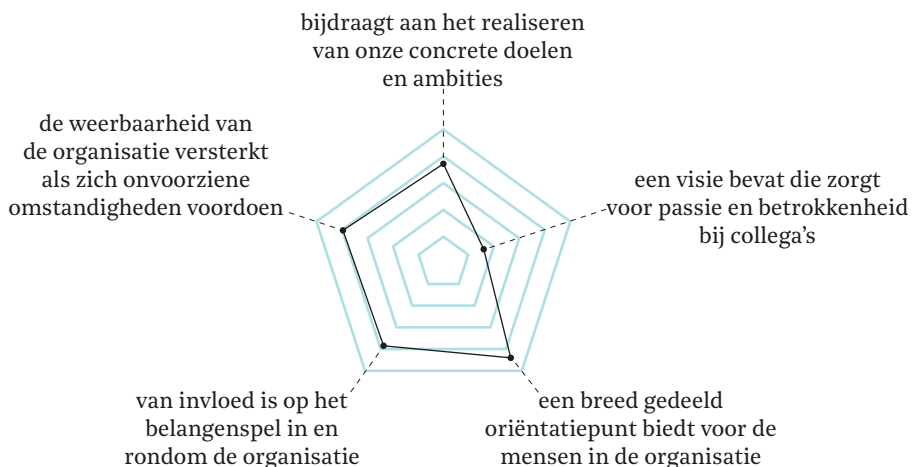 bijdraagt aan het realiseren
van onze concrete doelen
en ambities
de weerbaarheid van
de organisatie versterkt
als zich onvoorziene
omstandigheden voordoen
een visie bevat die zorgt
voor passie en betrokkenheid
bij collega’s
van invloed is op het
belangenspel in en
rondom de organisatie
een breed gedeeld
oriëntatiepunt biedt voor de
mensen in de organisatie